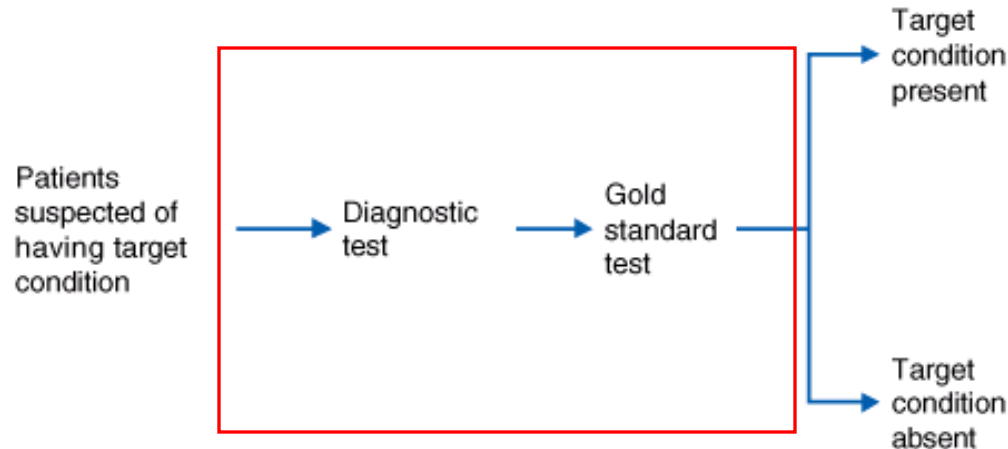 Patients
suspected of
having target
condition
Diagnostic
test
Gold
standard
test
Target
condition
present
Target
condition
absent